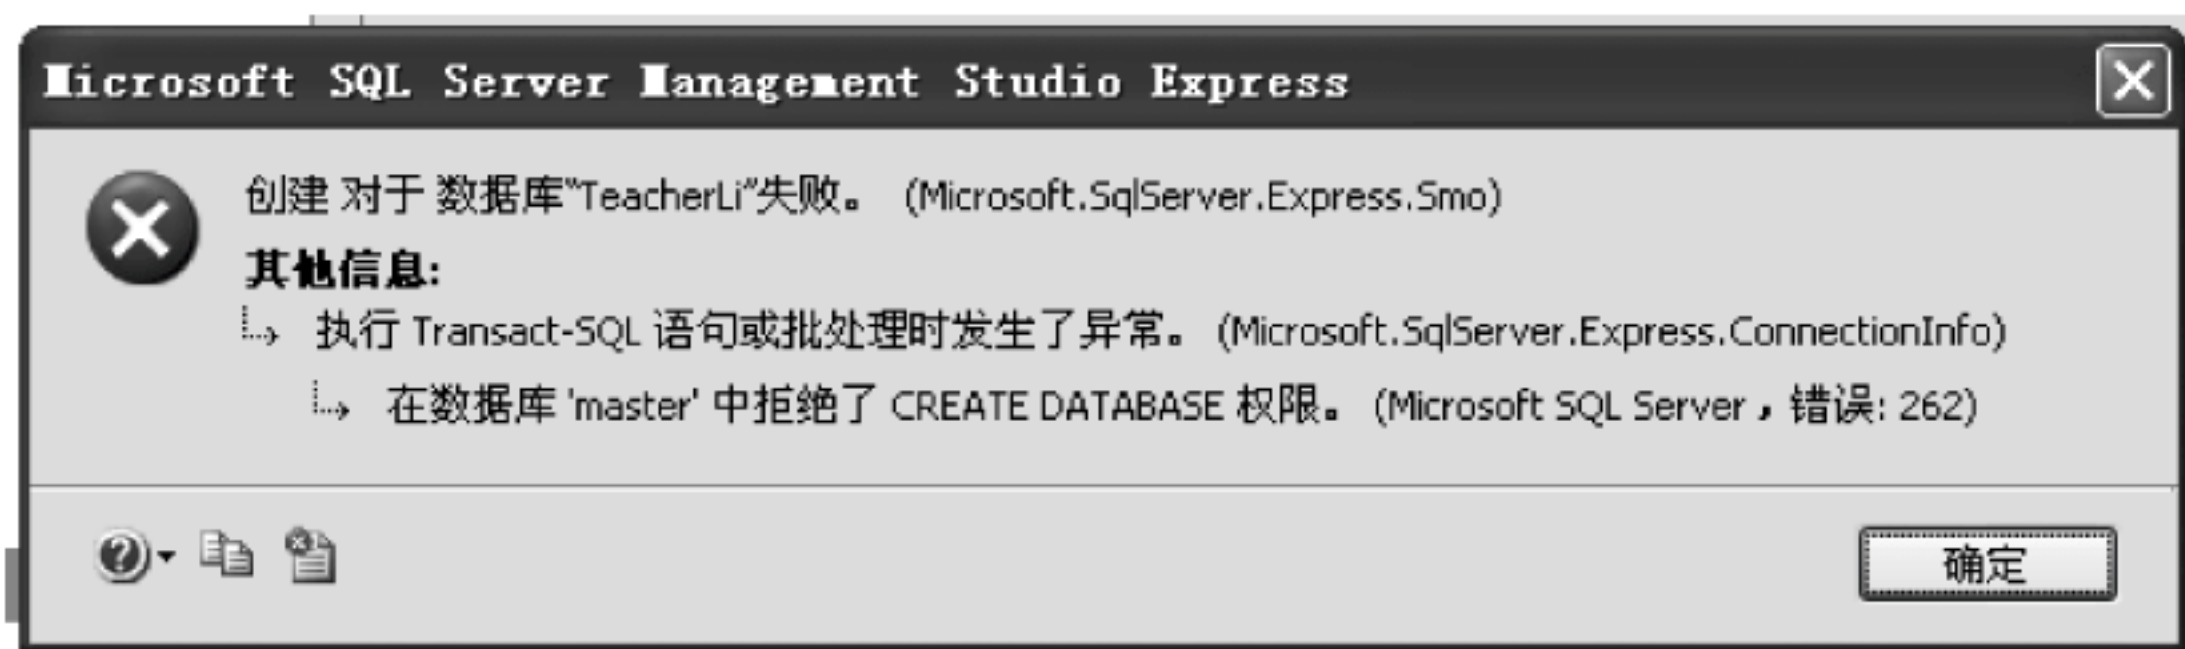 Microsoft SQL Server Management Studio Express
创建 对于 数据库“TeacherLi”失败。 (Microsoft.SqlServer.Express.Smo)
其他信息:
执行 Transact-SQL 语句或批处理时发生了异常。 (Microsoft.SqlServer.Express.ConnectionInfo)
在数据库 'master' 中拒绝了 CREATE DATABASE 权限。 (Microsoft SQL Server，错误: 262)
确定